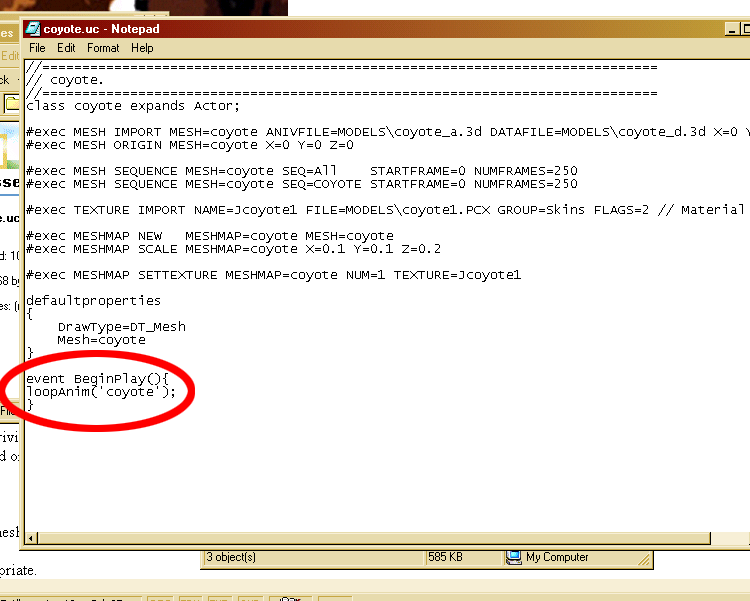 coyote.uc - Notepad
File Edit Format Help
//===============================================================================
// coyote.
//===============================================================================
class coyote expands Actor;
#exec MESH IMPORT MESH=coyote ANIVFILE=MODELS\coyote_a.3d DATAFILE=MODELS\coyote_d.3d X=0 Y
#exec MESH ORIGIN MESH=coyote X=0 Y=0 Z=0
#exec MESH SEQUENCE MESH=coyote SEQ=All    STARTFRAME=0 NUMFRAMES=250
#exec MESH SEQUENCE MESH=coyote SEQ=COYOTE STARTFRAME=0 NUMFRAMES=250
#exec TEXTURE IMPORT NAME=Jcoyote1 FILE=MODELS\coyote1.PCX GROUP=Skins FLAGS=2 // Material
#exec MESHMAP NEW   MESHMAP=coyote MESH=coyote
#exec MESHMAP SCALE MESHMAP=coyote X=0.1 Y=0.1 Z=0.2
#exec MESHMAP SETTEXTURE MESHMAP=coyote NUM=1 TEXTURE=Jcoyote1
defaultproperties
{
    DrawType=DT_Mesh
    Mesh=coyote
}
event BeginPlay(){
loopAnim('coyote');
}
3 object(s) 585 KB My Computer
priate.